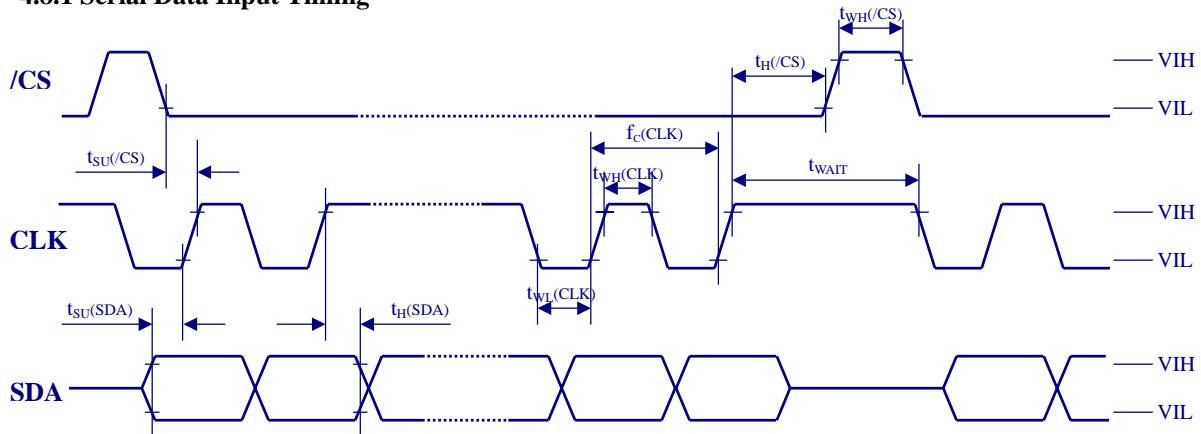 4.8.1 Serial Data Input Timing
tWH(/CS)
tH(/CS)
/CS
VIH
VIL
fC(CLK)
tSU(/CS)
tWH(CLK)
tWAIT
CLK
VIH
VIL
tWL(CLK)
tSU(SDA)
tH(SDA)
SDA
VIH
VIL